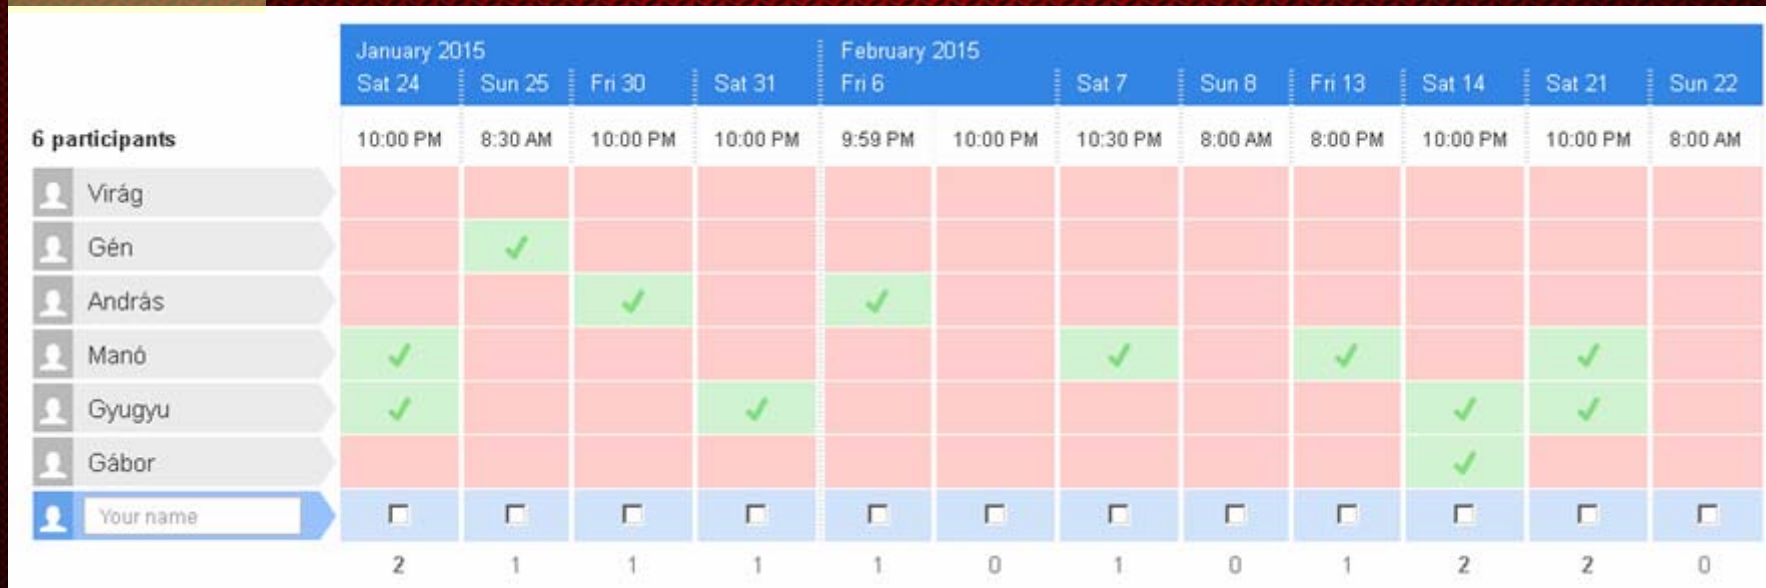 January 2015 February 2015
Sat 24 Sun 25 Fri 30 Sat 31 Fri 6 Sat 7 Sun 8 Fri 13 Sat 14 Sat 21 Sun 22
6 participants 10:00 PM 8:30 AM 10:00 PM 10:00 PM 9:59 PM 10:00 PM 10:30 PM 8:00 AM 8:00 PM 10:00 PM 10:00 PM 8:00 AM
Virág
Gén
András
Manó
Gyugyu
Gábor
Your name
2 1 1 1 1 0 1 0 1 2 2 0